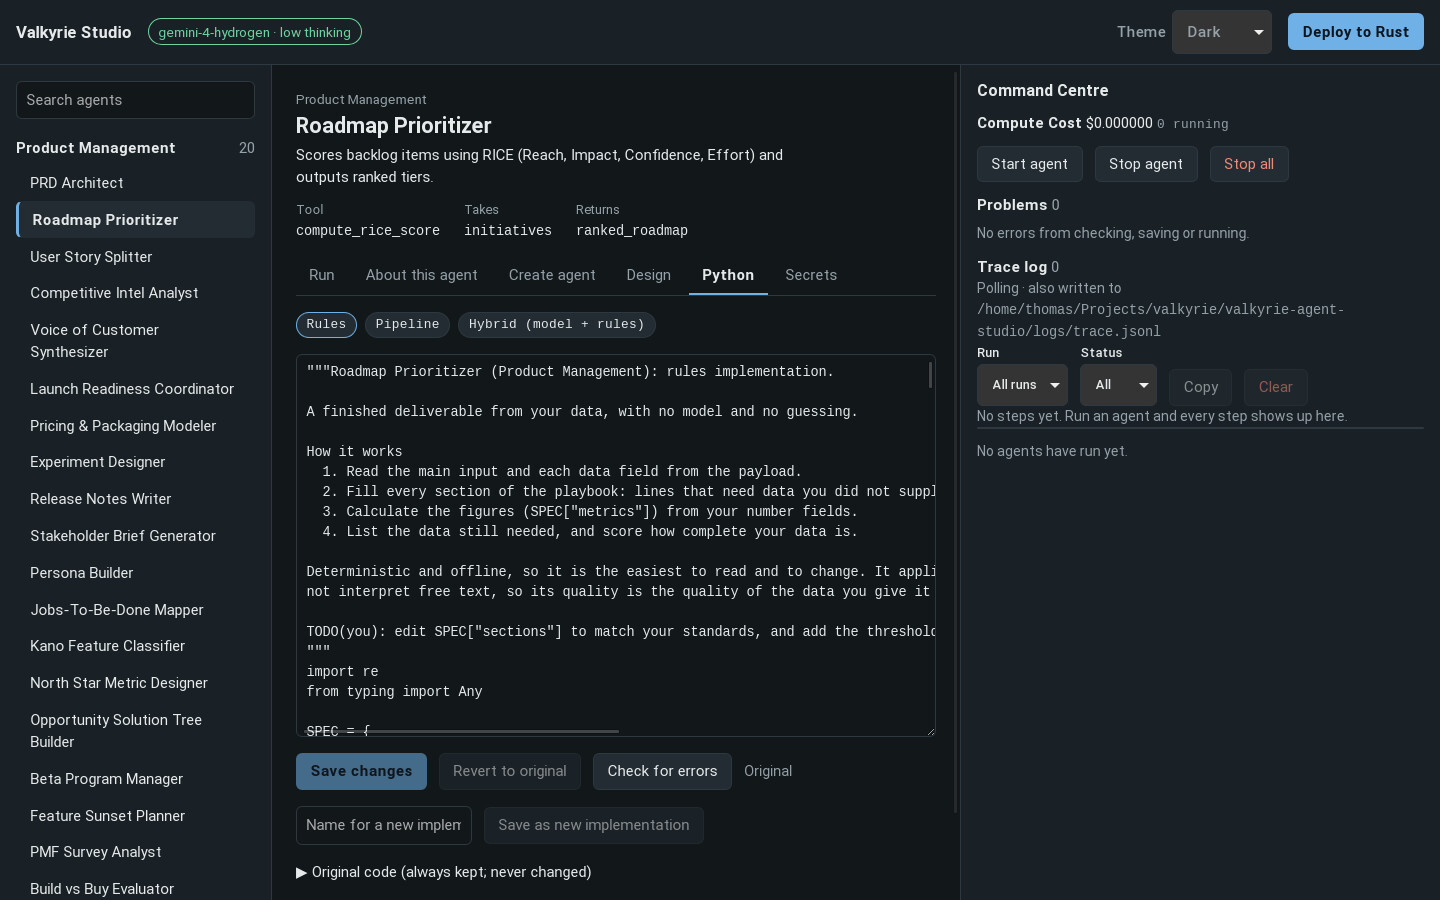 Valkyrie Studio
gemini-4-hydrogen · low thinking
Theme
Dark
Deploy to Rust
Search agents
Product Management 20
PRD Architect
Roadmap Prioritizer
User Story Splitter
Competitive Intel Analyst
Voice of Customer
Synthesizer
Launch Readiness Coordinator
Pricing & Packaging Modeler
Experiment Designer
Release Notes Writer
Stakeholder Brief Generator
Persona Builder
Jobs-To-Be-Done Mapper
Kano Feature Classifier
North Star Metric Designer
Opportunity Solution Tree
Builder
Beta Program Manager
Feature Sunset Planner
PMF Survey Analyst
Build vs Buy Evaluator
Product Management
Roadmap Prioritizer
Scores backlog items using RICE (Reach, Impact, Confidence, Effort) and
outputs ranked tiers.
Tool Takes Returns
compute_rice_score initiatives ranked_roadmap
Run About this agent Create agent Design Python Secrets
Rules Pipeline Hybrid (model + rules)
"""Roadmap Prioritizer (Product Management): rules implementation.
A finished deliverable from your data, with no model and no guessing.
How it works
1. Read the main input and each data field from the payload.
2. Fill every section of the playbook: lines that need data you did not suppl
3. Calculate the figures (SPEC["metrics"]) from your number fields.
4. List the data still needed, and score how complete your data is.
Deterministic and offline, so it is the easiest to read and to change. It appli
not interpret free text, so its quality is the quality of the data you give it
TODO(you): edit SPEC["sections"] to match your standards, and add the threshold
"""
import re
from typing import Any
SPEC = {
Save changes Revert to original Check for errors Original
Name for a new implem Save as new implementation
▶ Original code (always kept; never changed)
Command Centre
Compute Cost $0.000000 0 running
Start agent Stop agent Stop all
Problems 0
No errors from checking, saving or running.
Trace log 0
Polling · also written to
/home/thomas/Projects/valkyrie/valkyrie-agent-
studio/logs/trace.jsonl
Run Status
All runs All Copy Clear
No steps yet. Run an agent and every step shows up here.
No agents have run yet.